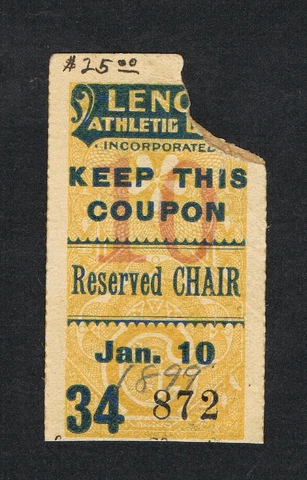 $25.00
LENO
ATHLETIC
INCORPORATED
10
KEEP THIS
COUPON
Reserved CHAIR
Jan. 10
1899
34 872